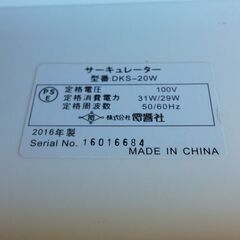 サーキュレーター
型番:DKS-20W
PS
E
定格電圧 100V
定格消費電力 31W/29W
定格周波数 50/60Hz
株式会社 電響社
2016年製
Serial No. 16016684
MADE IN CHINA